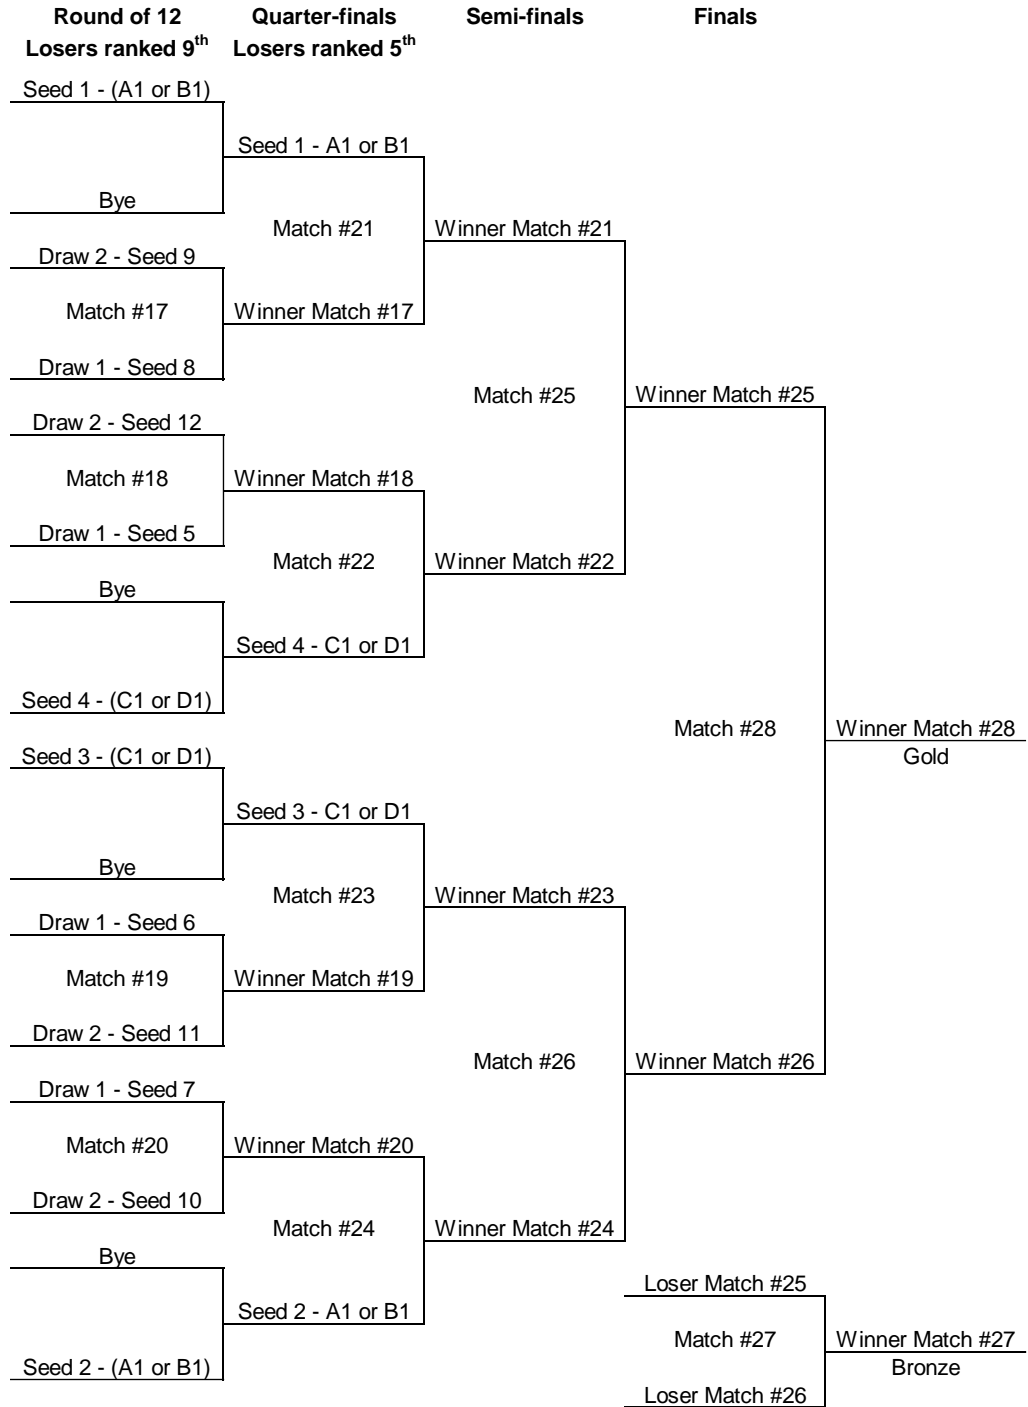 Round of 12 Quarter-finals Semi-finals Finals
Losers ranked 9th Losers ranked 5th
Seed 1 - (A1 or B1)
Seed 1 - A1 or B1
Bye
Match #21 Winner Match #21
Draw 2 - Seed 9
Match #17 Winner Match #17
Draw 1 - Seed 8
Match #25 Winner Match #25
Draw 2 - Seed 12
Match #18 Winner Match #18
Draw 1 - Seed 5
Match #22 Winner Match #22
Bye
Seed 4 - C1 or D1
Seed 4 - (C1 or D1)
Match #28 Winner Match #28
Seed 3 - (C1 or D1) Gold
Seed 3 - C1 or D1
Bye
Match #23 Winner Match #23
Draw 1 - Seed 6
Match #19 Winner Match #19
Draw 2 - Seed 11
Match #26 Winner Match #26
Draw 1 - Seed 7
Match #20 Winner Match #20
Draw 2 - Seed 10
Match #24 Winner Match #24
Bye
Loser Match #25
Seed 2 - A1 or B1
Match #27 Winner Match #27
Seed 2 - (A1 or B1) Bronze
Loser Match #26